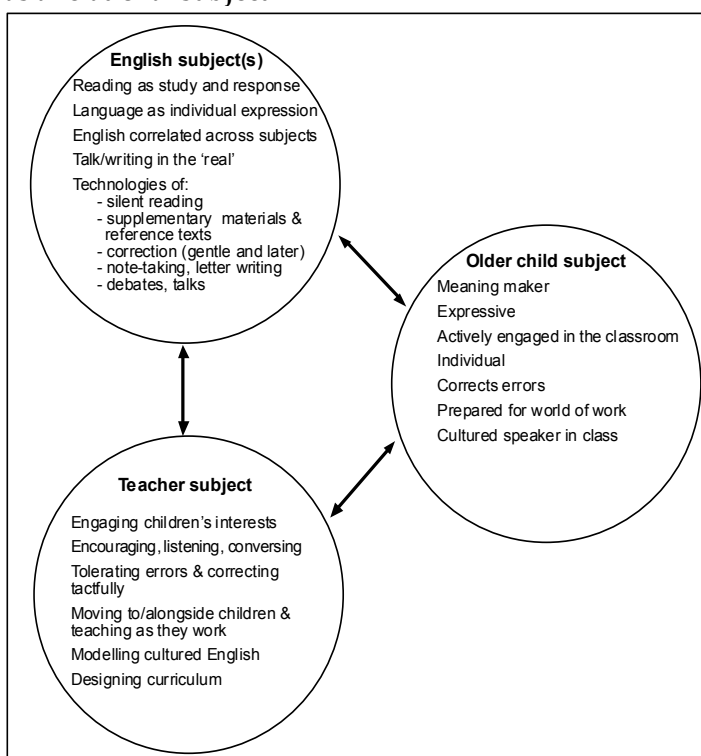 English subject(s)
Reading as study and response
Language as individual expression
English correlated across subjects
Talk/writing in the ‘real’
Technologies of:
- silent reading
- supplementary materials &
reference texts
- correction (gentle and later)
- note-taking, letter writing
- debates, talks
Older child subject
Meaning maker
Expressive
Actively engaged in the classroom
Individual
Corrects errors
Prepared for world of work
Cultured speaker in class
Teacher subject
Engaging children’s interests
Encouraging, listening, conversing
Tolerating errors & correcting
tactfully
Moving to/alongside children &
teaching as they work
Modelling cultured English
Designing curriculum